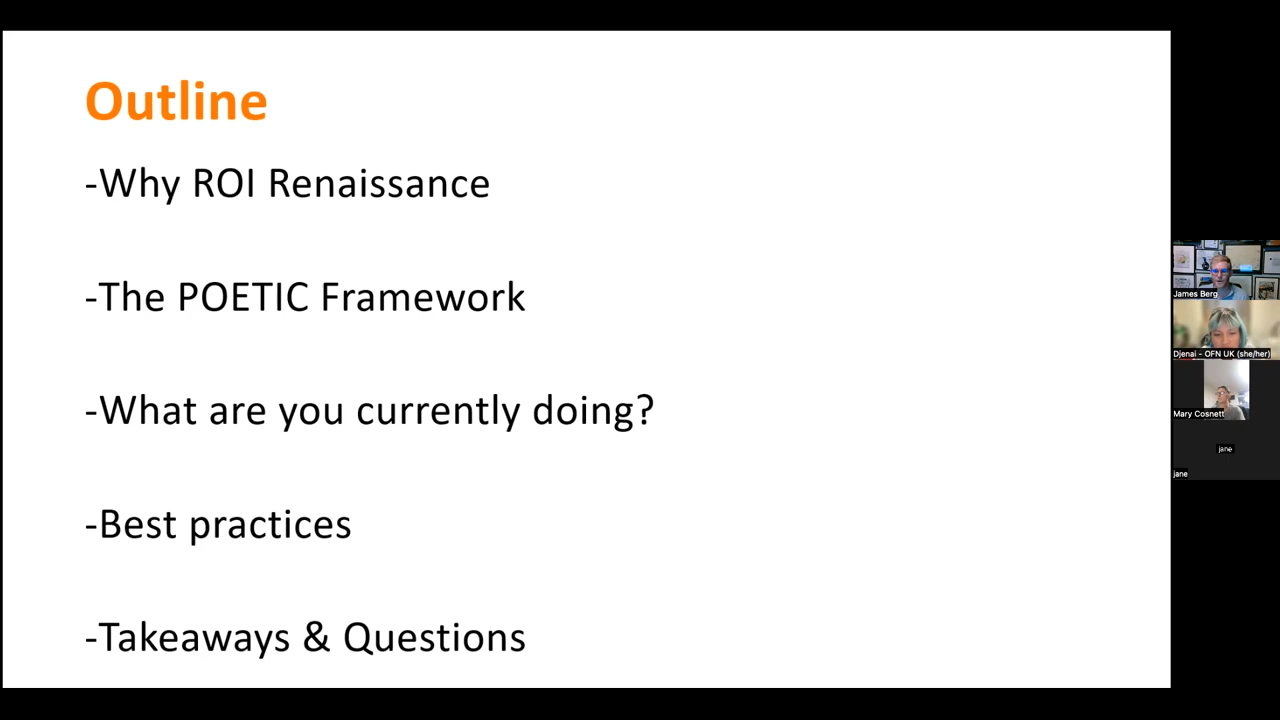 Outline
-Why ROI Renaissance
-The POETIC Framework
-What are you currently doing?
-Best practices
-Takeaways & Questions
James Berg
Djenai - OFN UK (she/her)
Mary Cosnett
jane
jane